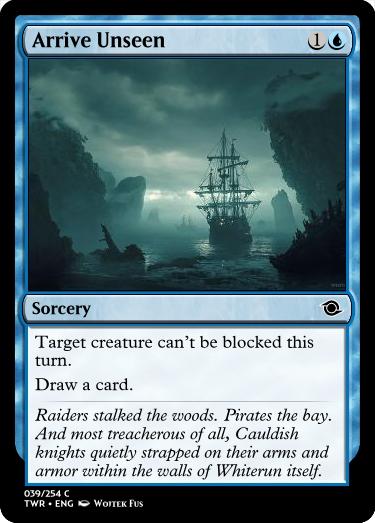 Arrive Unseen 1
Sorcery
Target creature can't be blocked this
turn.
Draw a card.
Raiders stalked the woods. Pirates the bay.
And most treacherous of all, Cauldish
knights quietly strapped on their arms and
armor within the walls of Whiterun itself.
039/254 C
TWR • ENG Wojtek Fus